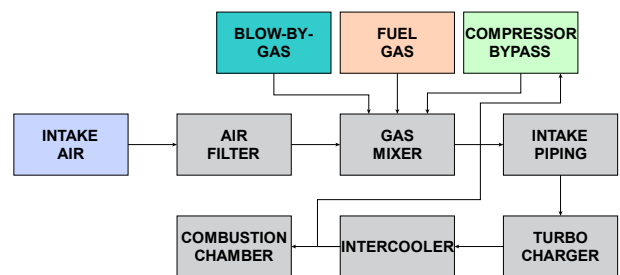 BLOW-BY-
GAS
FUEL
GAS
COMPRESSOR
BYPASS
INTAKE
AIR
AIR
FILTER
GAS
MIXER
INTAKE
PIPING
COMBUSTION
CHAMBER
INTERCOOLER
TURBO
CHARGER